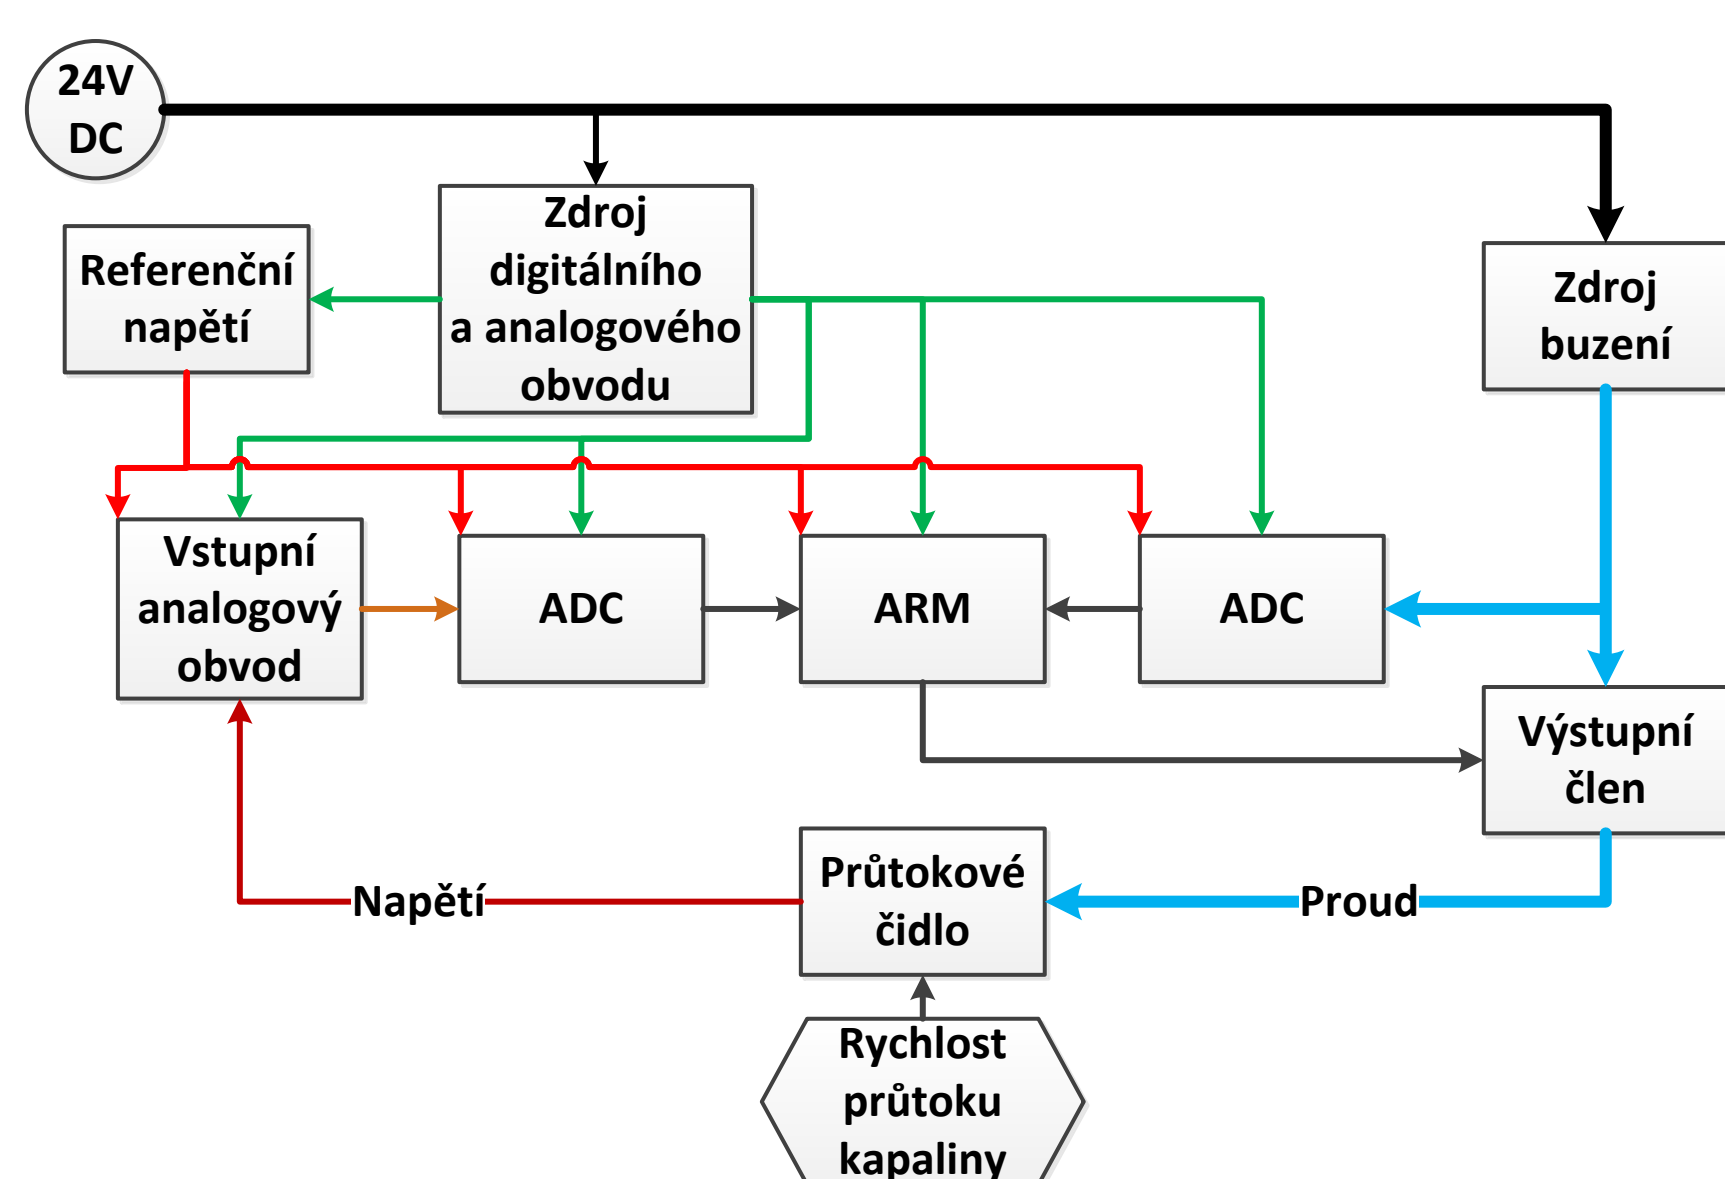 24V
DC
Zdroj
digitálního
a analogového
obvodu
Referenční
napětí
Zdroj
buzení
Vstupní
analogový
obvod
ADC
ARM
ADC
Výstupní
člen
Průtokové
čidlo
Napětí
Proud
Rychlost
průtoku
kapaliny